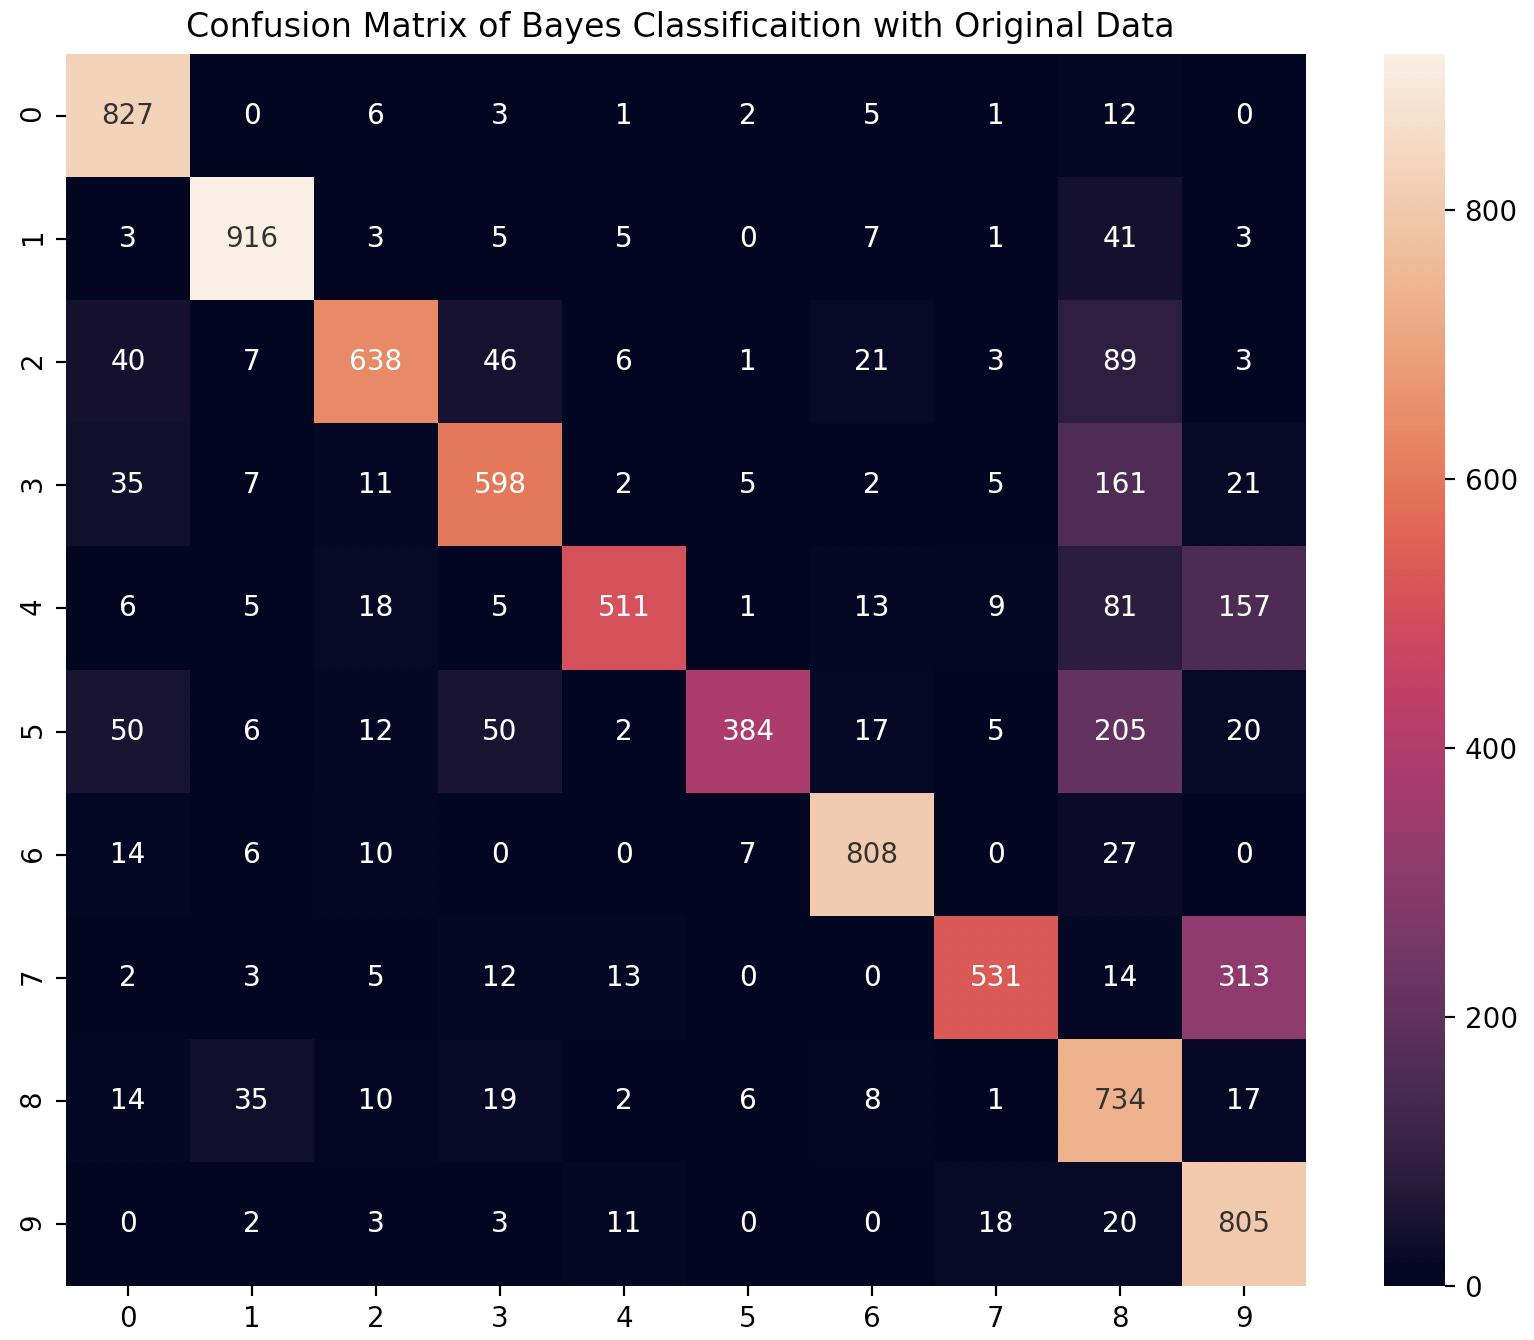 Confusion Matrix of Bayes Classificaition with Original Data
0 827 0 6 3 1 2 5 1 12 0
1 3 916 3 5 5 0 7 1 41 3
2 40 7 638 46 6 1 21 3 89 3
3 35 7 11 598 2 5 2 5 161 21
4 6 5 18 5 511 1 13 9 81 157
5 50 6 12 50 2 384 17 5 205 20
6 14 6 10 0 0 7 808 0 27 0
7 2 3 5 12 13 0 0 531 14 313
8 14 35 10 19 2 6 8 1 734 17
9 0 2 3 3 11 0 0 18 20 805
0 1 2 3 4 5 6 7 8 9
800
600
400
200
0